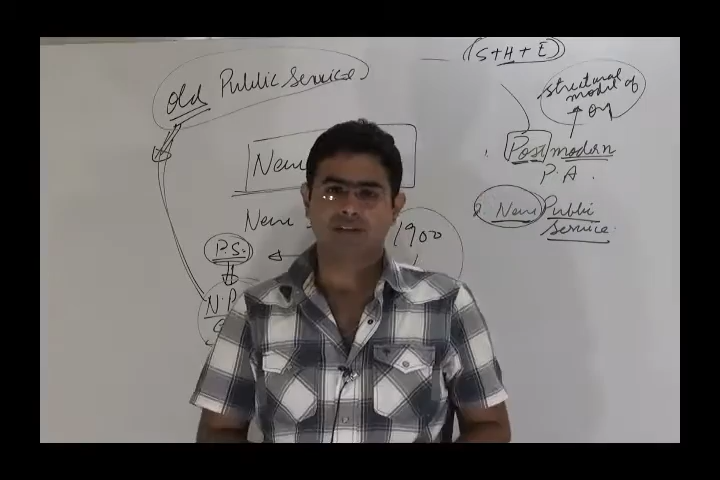 (S+H+E)
old Public Service
structural
model of
Post modern
P.A.
New
2. New Public
Service
New
1900
P.S.
N.P